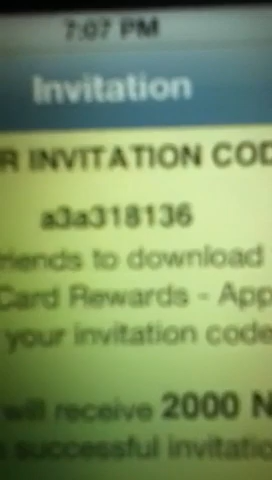 7:07 PM
Invitation
R INVITATION COD
a3a318136
riends to download
Card Rewards - App
your invitation code
will receive 2000 N
successful invitatio